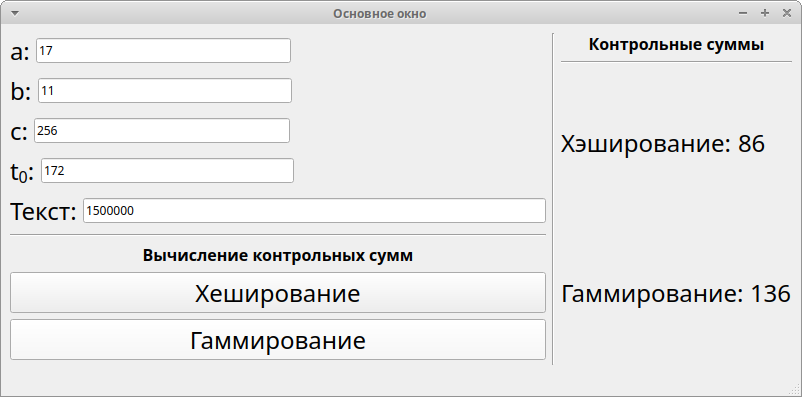 Основное окно
a: 17
b: 11
c: 256
t₀: 172
Текст: 1500000
Вычисление контрольных сумм
Хеширование
Гаммирование
Контрольные суммы
Хэширование: 86
Гаммирование: 136